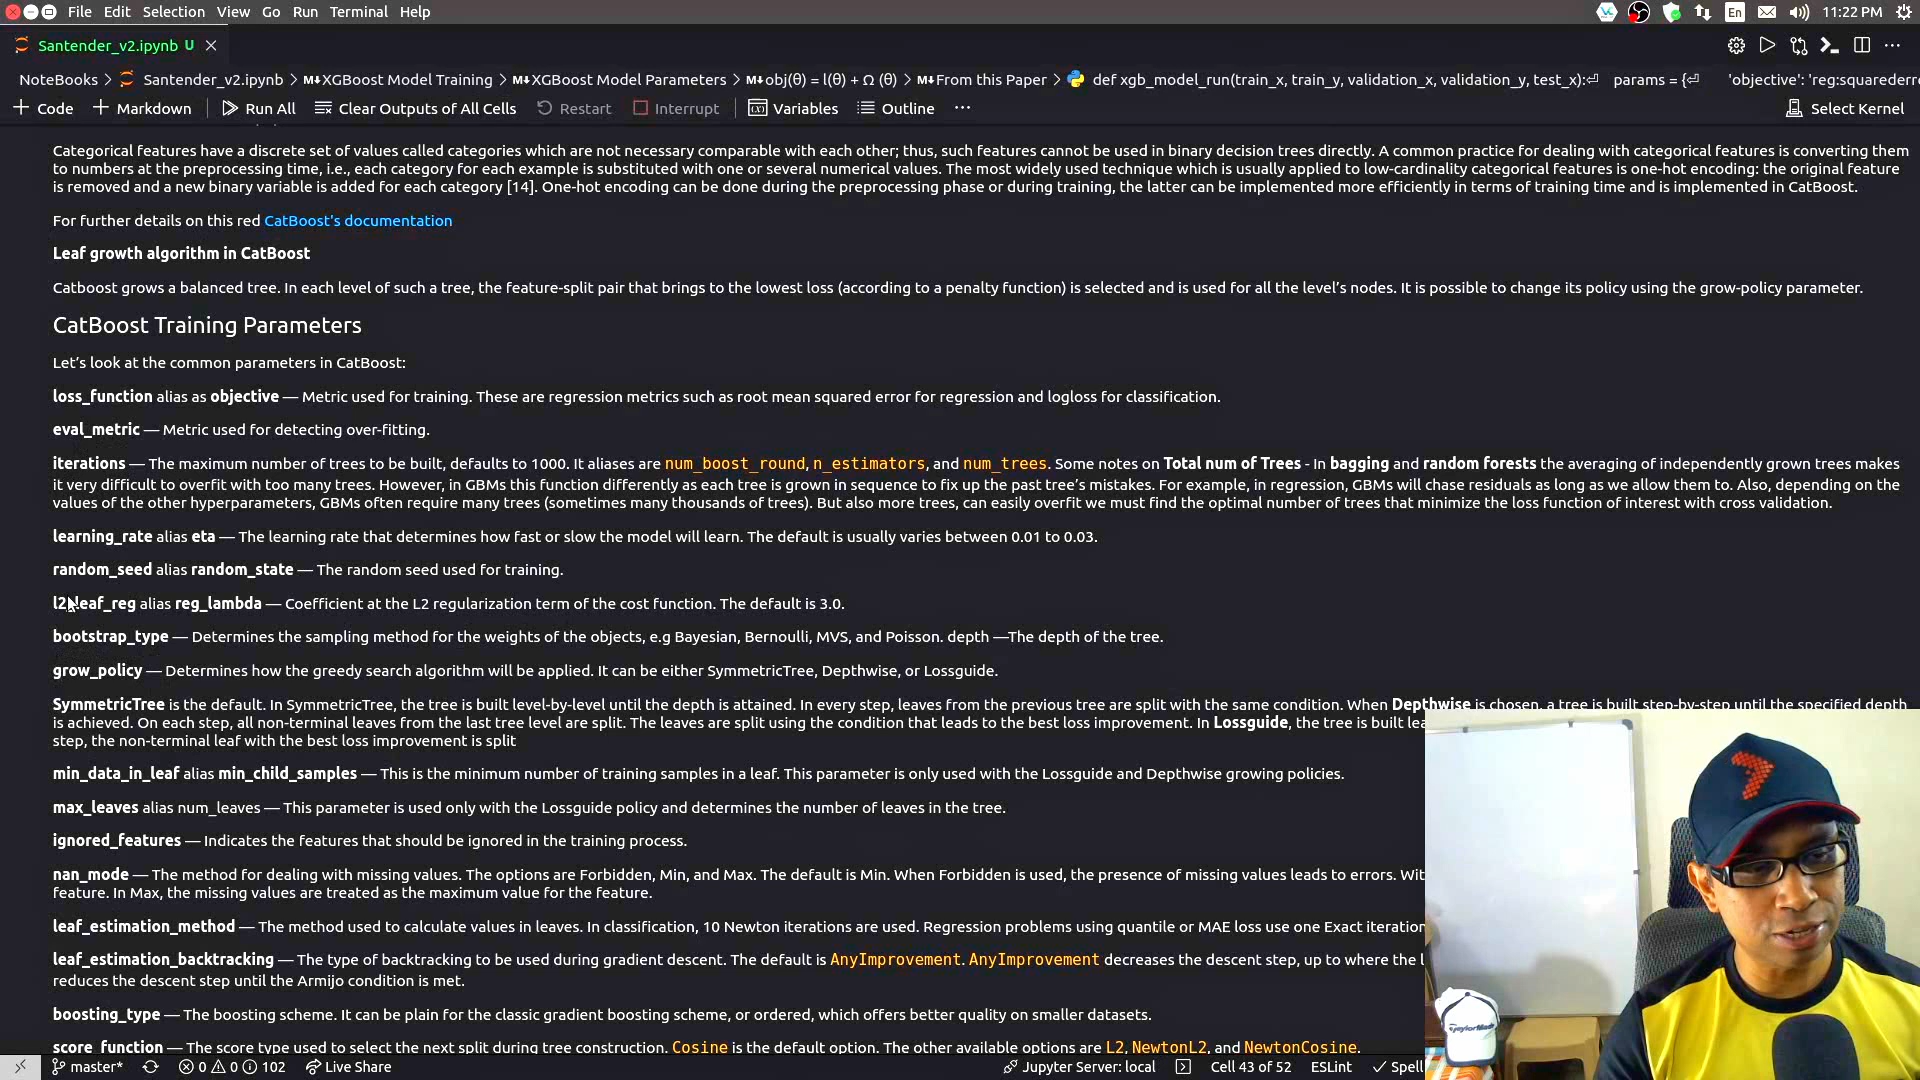 File Edit Selection View Go Run Terminal Help
En 11:22 PM
Santender_v2.ipynb U
NoteBooks > Santender_v2.ipynb > M↓XGBoost Model Training > M↓XGBoost Model Parameters > M↓obj(θ) = l(θ) + Ω (θ) > M↓From this Paper > def xgb_model_run(train_x, train_y, validation_x, validation_y, test_x):⏎ params = {⏎ 'objective': 'reg:squarederro
+ Code + Markdown Run All Clear Outputs of All Cells Restart Interrupt Variables Outline ··· Select Kernel
Categorical features have a discrete set of values called categories which are not necessary comparable with each other; thus, such features cannot be used in binary decision trees directly. A common practice for dealing with categorical features is converting them
to numbers at the preprocessing time, i.e., each category for each example is substituted with one or several numerical values. The most widely used technique which is usually applied to low-cardinality categorical features is one-hot encoding: the original feature
is removed and a new binary variable is added for each category [14]. One-hot encoding can be done during the preprocessing phase or during training, the latter can be implemented more efficiently in terms of training time and is implemented in CatBoost.
For further details on this red CatBoost's documentation
Leaf growth algorithm in CatBoost
Catboost grows a balanced tree. In each level of such a tree, the feature-split pair that brings to the lowest loss (according to a penalty function) is selected and is used for all the level's nodes. It is possible to change its policy using the grow-policy parameter.
CatBoost Training Parameters
Let's look at the common parameters in CatBoost:
loss_function alias as objective — Metric used for training. These are regression metrics such as root mean squared error for regression and logloss for classification.
eval_metric — Metric used for detecting over-fitting.
iterations — The maximum number of trees to be built, defaults to 1000. It aliases are num_boost_round, n_estimators, and num_trees. Some notes on Total num of Trees - In bagging and random forests the averaging of independently grown trees makes
it very difficult to overfit with too many trees. However, in GBMs this function differently as each tree is grown in sequence to fix up the past tree's mistakes. For example, in regression, GBMs will chase residuals as long as we allow them to. Also, depending on the
values of the other hyperparameters, GBMs often require many trees (sometimes many thousands of trees). But also more trees, can easily overfit we must find the optimal number of trees that minimize the loss function of interest with cross validation.
learning_rate alias eta — The learning rate that determines how fast or slow the model will learn. The default is usually varies between 0.01 to 0.03.
random_seed alias random_state — The random seed used for training.
l2_leaf_reg alias reg_lambda — Coefficient at the L2 regularization term of the cost function. The default is 3.0.
bootstrap_type — Determines the sampling method for the weights of the objects, e.g Bayesian, Bernoulli, MVS, and Poisson. depth —The depth of the tree.
grow_policy — Determines how the greedy search algorithm will be applied. It can be either SymmetricTree, Depthwise, or Lossguide.
SymmetricTree is the default. In SymmetricTree, the tree is built level-by-level until the depth is attained. In every step, leaves from the previous tree are split with the same condition. When Depthwise is chosen, a tree is built step-by-step until the specified depth
is achieved. On each step, all non-terminal leaves from the last tree level are split. The leaves are split using the condition that leads to the best loss improvement. In Lossguide, the tree is built lea
step, the non-terminal leaf with the best loss improvement is split
min_data_in_leaf alias min_child_samples — This is the minimum number of training samples in a leaf. This parameter is only used with the Lossguide and Depthwise growing policies.
max_leaves alias num_leaves — This parameter is used only with the Lossguide policy and determines the number of leaves in the tree.
ignored_features — Indicates the features that should be ignored in the training process.
nan_mode — The method for dealing with missing values. The options are Forbidden, Min, and Max. The default is Min. When Forbidden is used, the presence of missing values leads to errors. Wit
feature. In Max, the missing values are treated as the maximum value for the feature.
leaf_estimation_method — The method used to calculate values in leaves. In classification, 10 Newton iterations are used. Regression problems using quantile or MAE loss use one Exact iteration
leaf_estimation_backtracking — The type of backtracking to be used during gradient descent. The default is AnyImprovement. AnyImprovement decreases the descent step, up to where the l
reduces the descent step until the Armijo condition is met.
boosting_type — The boosting scheme. It can be plain for the classic gradient boosting scheme, or ordered, which offers better quality on smaller datasets.
score_function — The score type used to select the next split during tree construction. Cosine is the default option. The other available options are L2, NewtonL2, and NewtonCosine.
TaylorMade
master* 0 0 102 Live Share Jupyter Server: local Cell 43 of 52 ESLint Spell